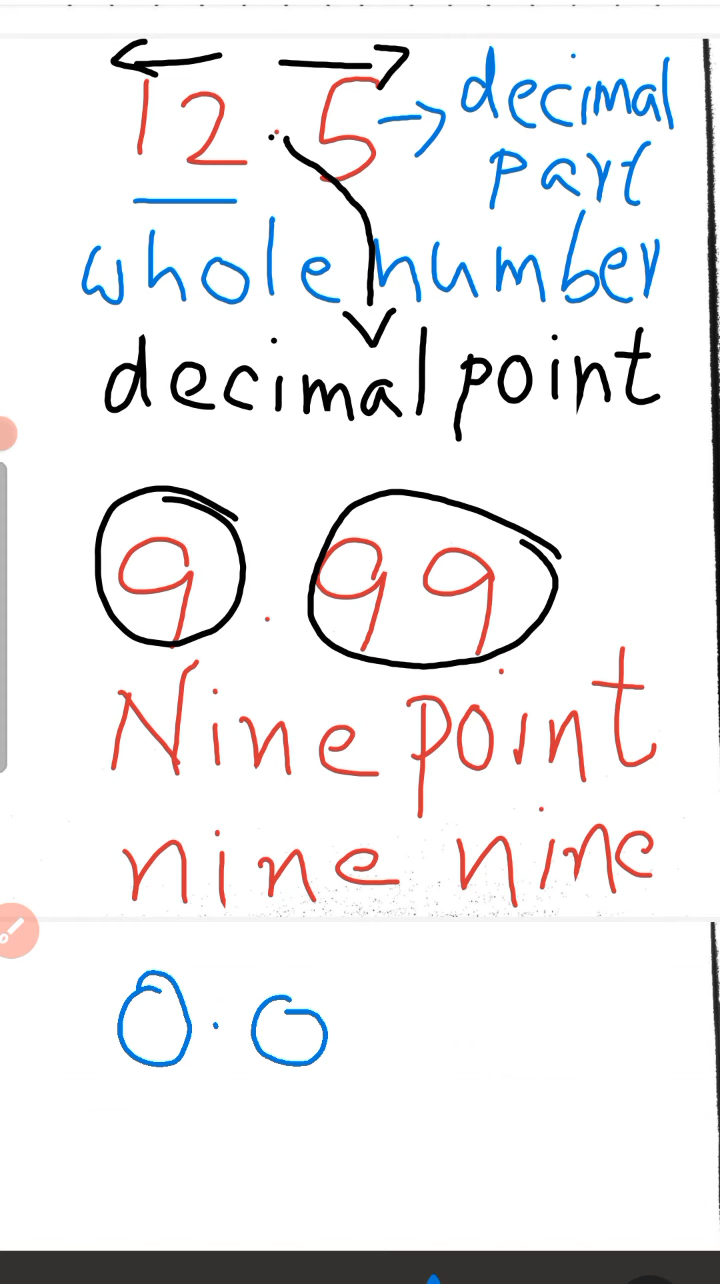 12.5 → decimal
part
whole number
decimal point
9.99
Nine point
nine nine
0.0